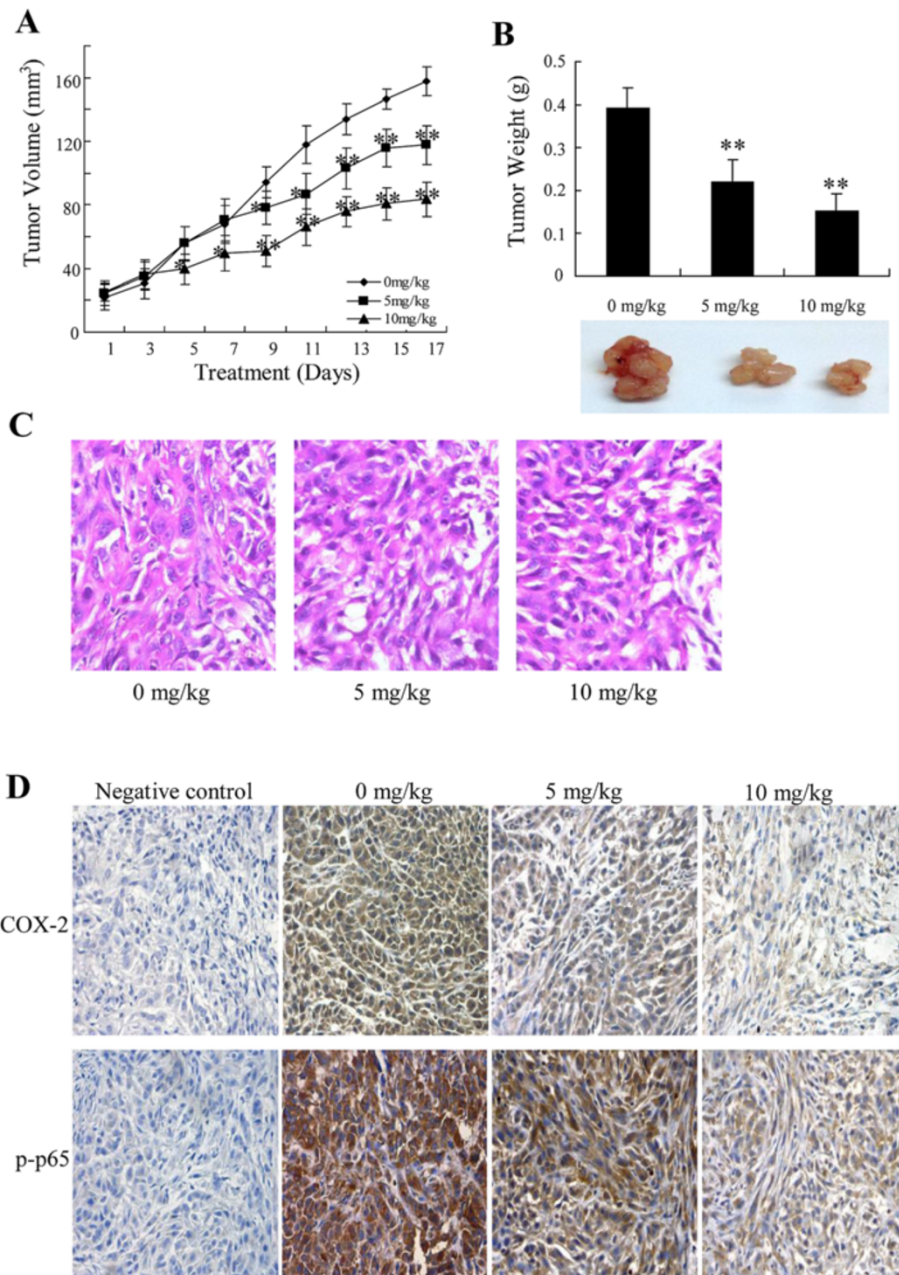 A
Tumor Volume (mm³)
160
120
80
40
0
** ** ** ** * * * * ** ** ** ** **
0mg/kg
5mg/kg
10mg/kg
1 3 5 7 9 11 13 15 17
Treatment (Days)
B
Tumor Weight (g)
0.5
0.4
0.3
0.2
0.1
0
**
**
0 mg/kg 5 mg/kg 10 mg/kg
C
0 mg/kg 5 mg/kg 10 mg/kg
D
Negative control 0 mg/kg 5 mg/kg 10 mg/kg
COX-2
p-p65